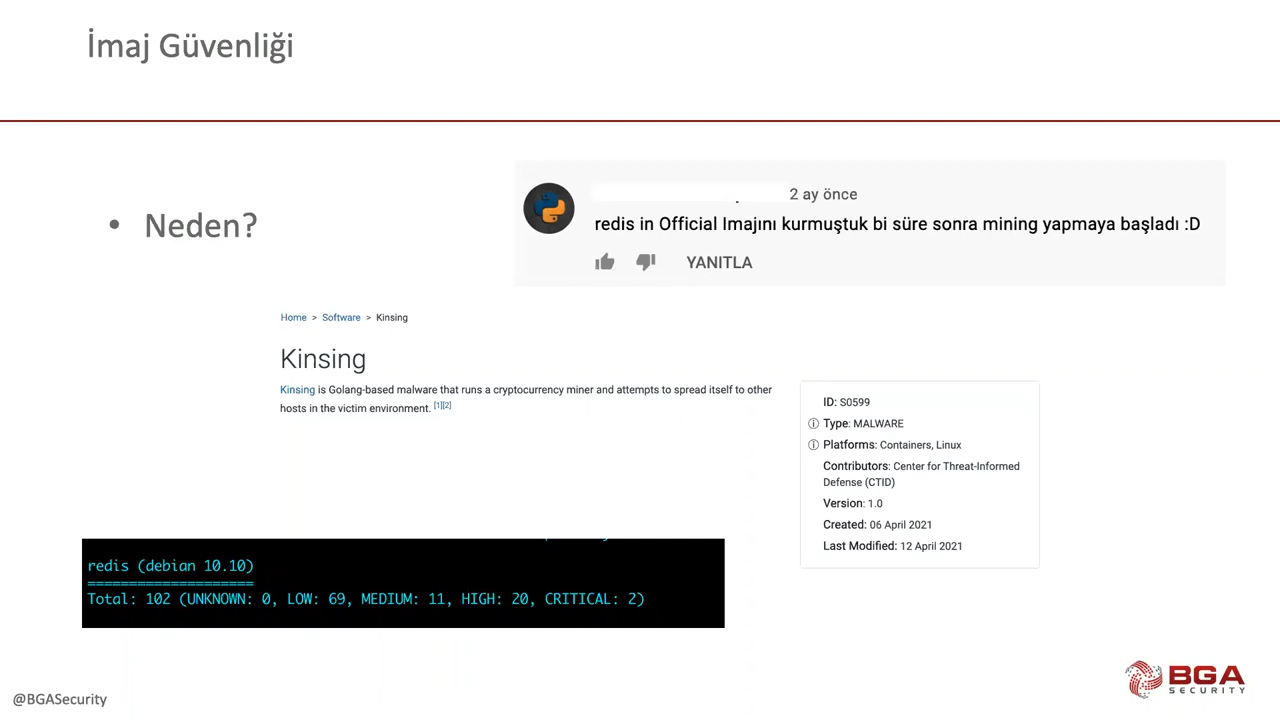 İmaj Güvenliği
• Neden?
2 ay önce
redis in Official Imajını kurmuştuk bi süre sonra mining yapmaya başladı :D
YANITLA
Home > Software > Kinsing
Kinsing
Kinsing is Golang-based malware that runs a cryptocurrency miner and attempts to spread itself to other
hosts in the victim environment. [1][2]
ID: S0599
Type: MALWARE
Platforms: Containers, Linux
Contributors: Center for Threat-Informed
Defense (CTID)
Version: 1.0
Created: 06 April 2021
Last Modified: 12 April 2021
redis (debian 10.10)
====================
Total: 102 (UNKNOWN: 0, LOW: 69, MEDIUM: 11, HIGH: 20, CRITICAL: 2)
@BGASecurity
BGA
SECURITY